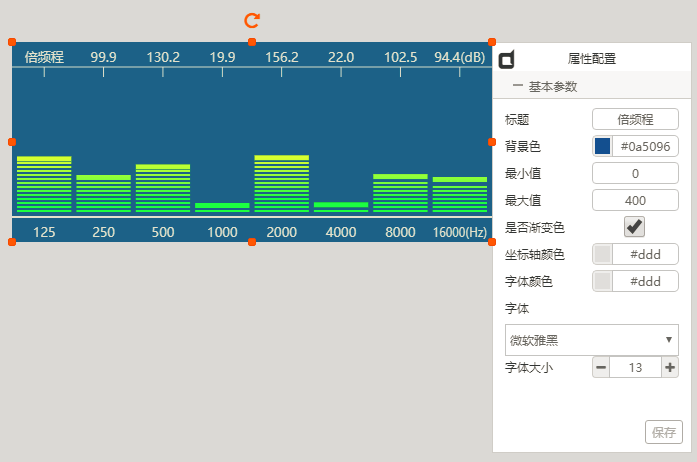 倍频程 99.9 130.2 19.9 156.2 22.0 102.5 94.4(dB)
125 250 500 1000 2000 4000 8000 16000(Hz)
属性配置
基本参数
标题 倍频程
背景色 #0a5096
最小值 0
最大值 400
是否渐变色
坐标轴颜色 #ddd
字体颜色 #ddd
字体
微软雅黑
字体大小 13
保存